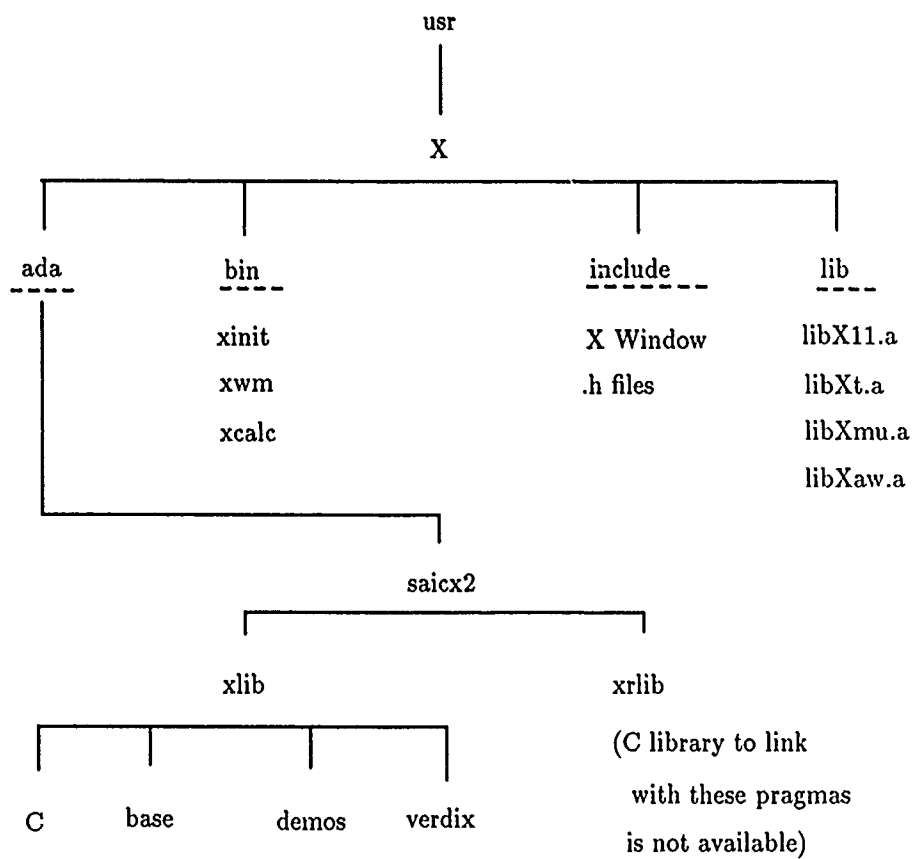 usr
X
ada bin include lib
xinit X Window libX11.a
xwm .h files libXt.a
xcalc libXmu.a
libXaw.a
saicx2
xlib xrlib
(C library to link
with these pragmas
C base demos verdix
is not available)